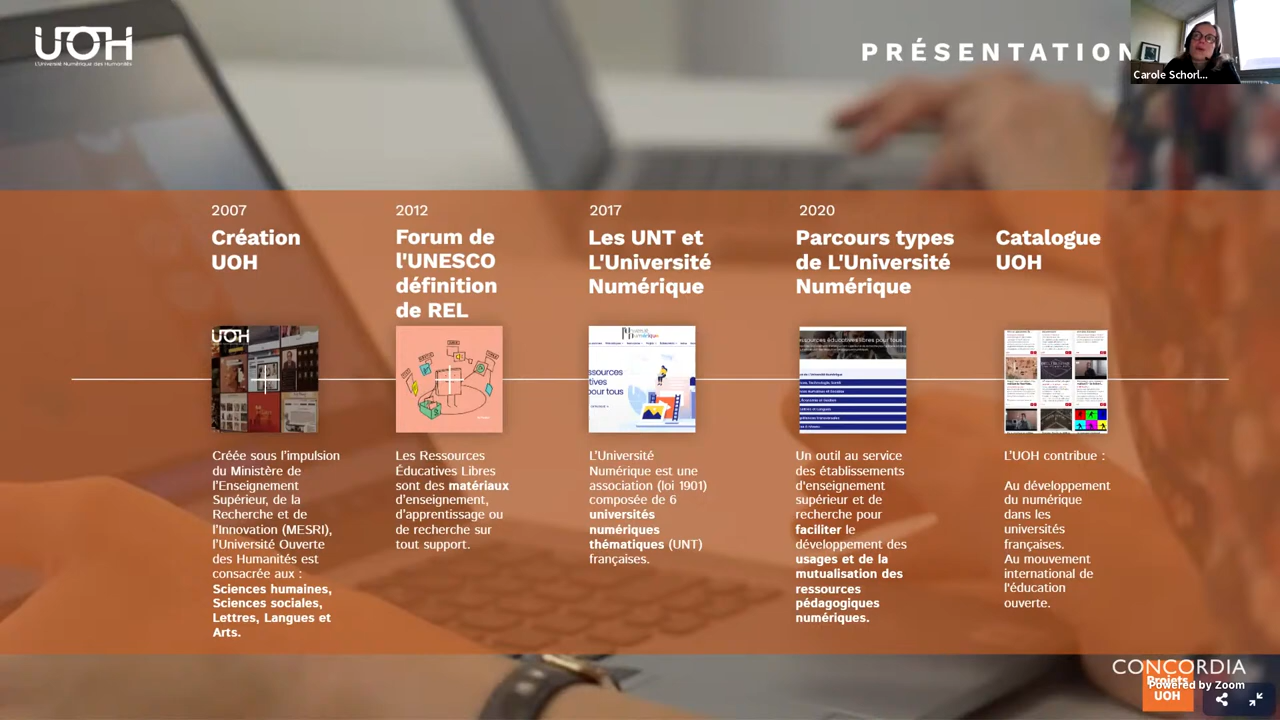 UOH
L'Université Numérique des Humanités
PRÉSENTATION
Carole Schorl...
2007
Création
UOH
Créée sous l'impulsion
du Ministère de
l'Enseignement
Supérieur, de la
Recherche et de
l'Innovation (MESRI),
l'Université Ouverte
des Humanités est
consacrée aux :
Sciences humaines,
Sciences sociales,
Lettres, Langues et
Arts.
2012
Forum de
l'UNESCO
définition
de REL
Les Ressources
Éducatives Libres
sont des matériaux
d'enseignement,
d'apprentissage ou
de recherche sur
tout support.
2017
Les UNT et
L'Université
Numérique
L'Université
Numérique est une
association (loi 1901)
composée de 6
universités
numériques
thématiques (UNT)
françaises.
2020
Parcours types
de L'Université
Numérique
Un outil au service
des établissements
d'enseignement
supérieur et de
recherche pour
faciliter le
développement des
usages et de la
mutualisation des
ressources
pédagogiques
numériques.
Catalogue
UOH
L'UOH contribue :
Au développement
du numérique
dans les
universités
françaises.
Au mouvement
international de
l'éducation
ouverte.
CONCORDIA
Projets
UOH
Powered by Zoom